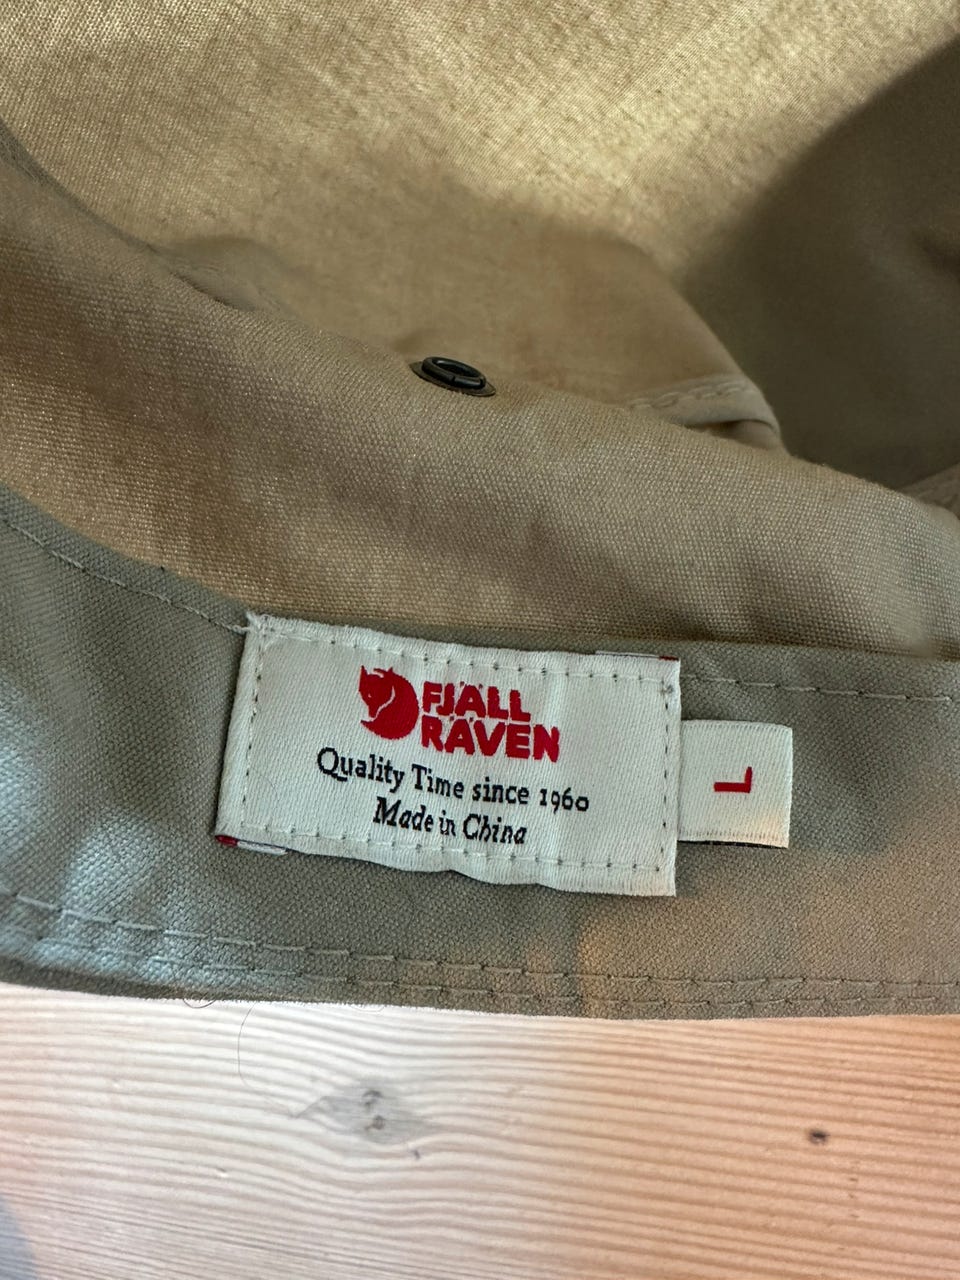 FJÄLL
RÄVEN
Quality Time since 1960
Made in China
L